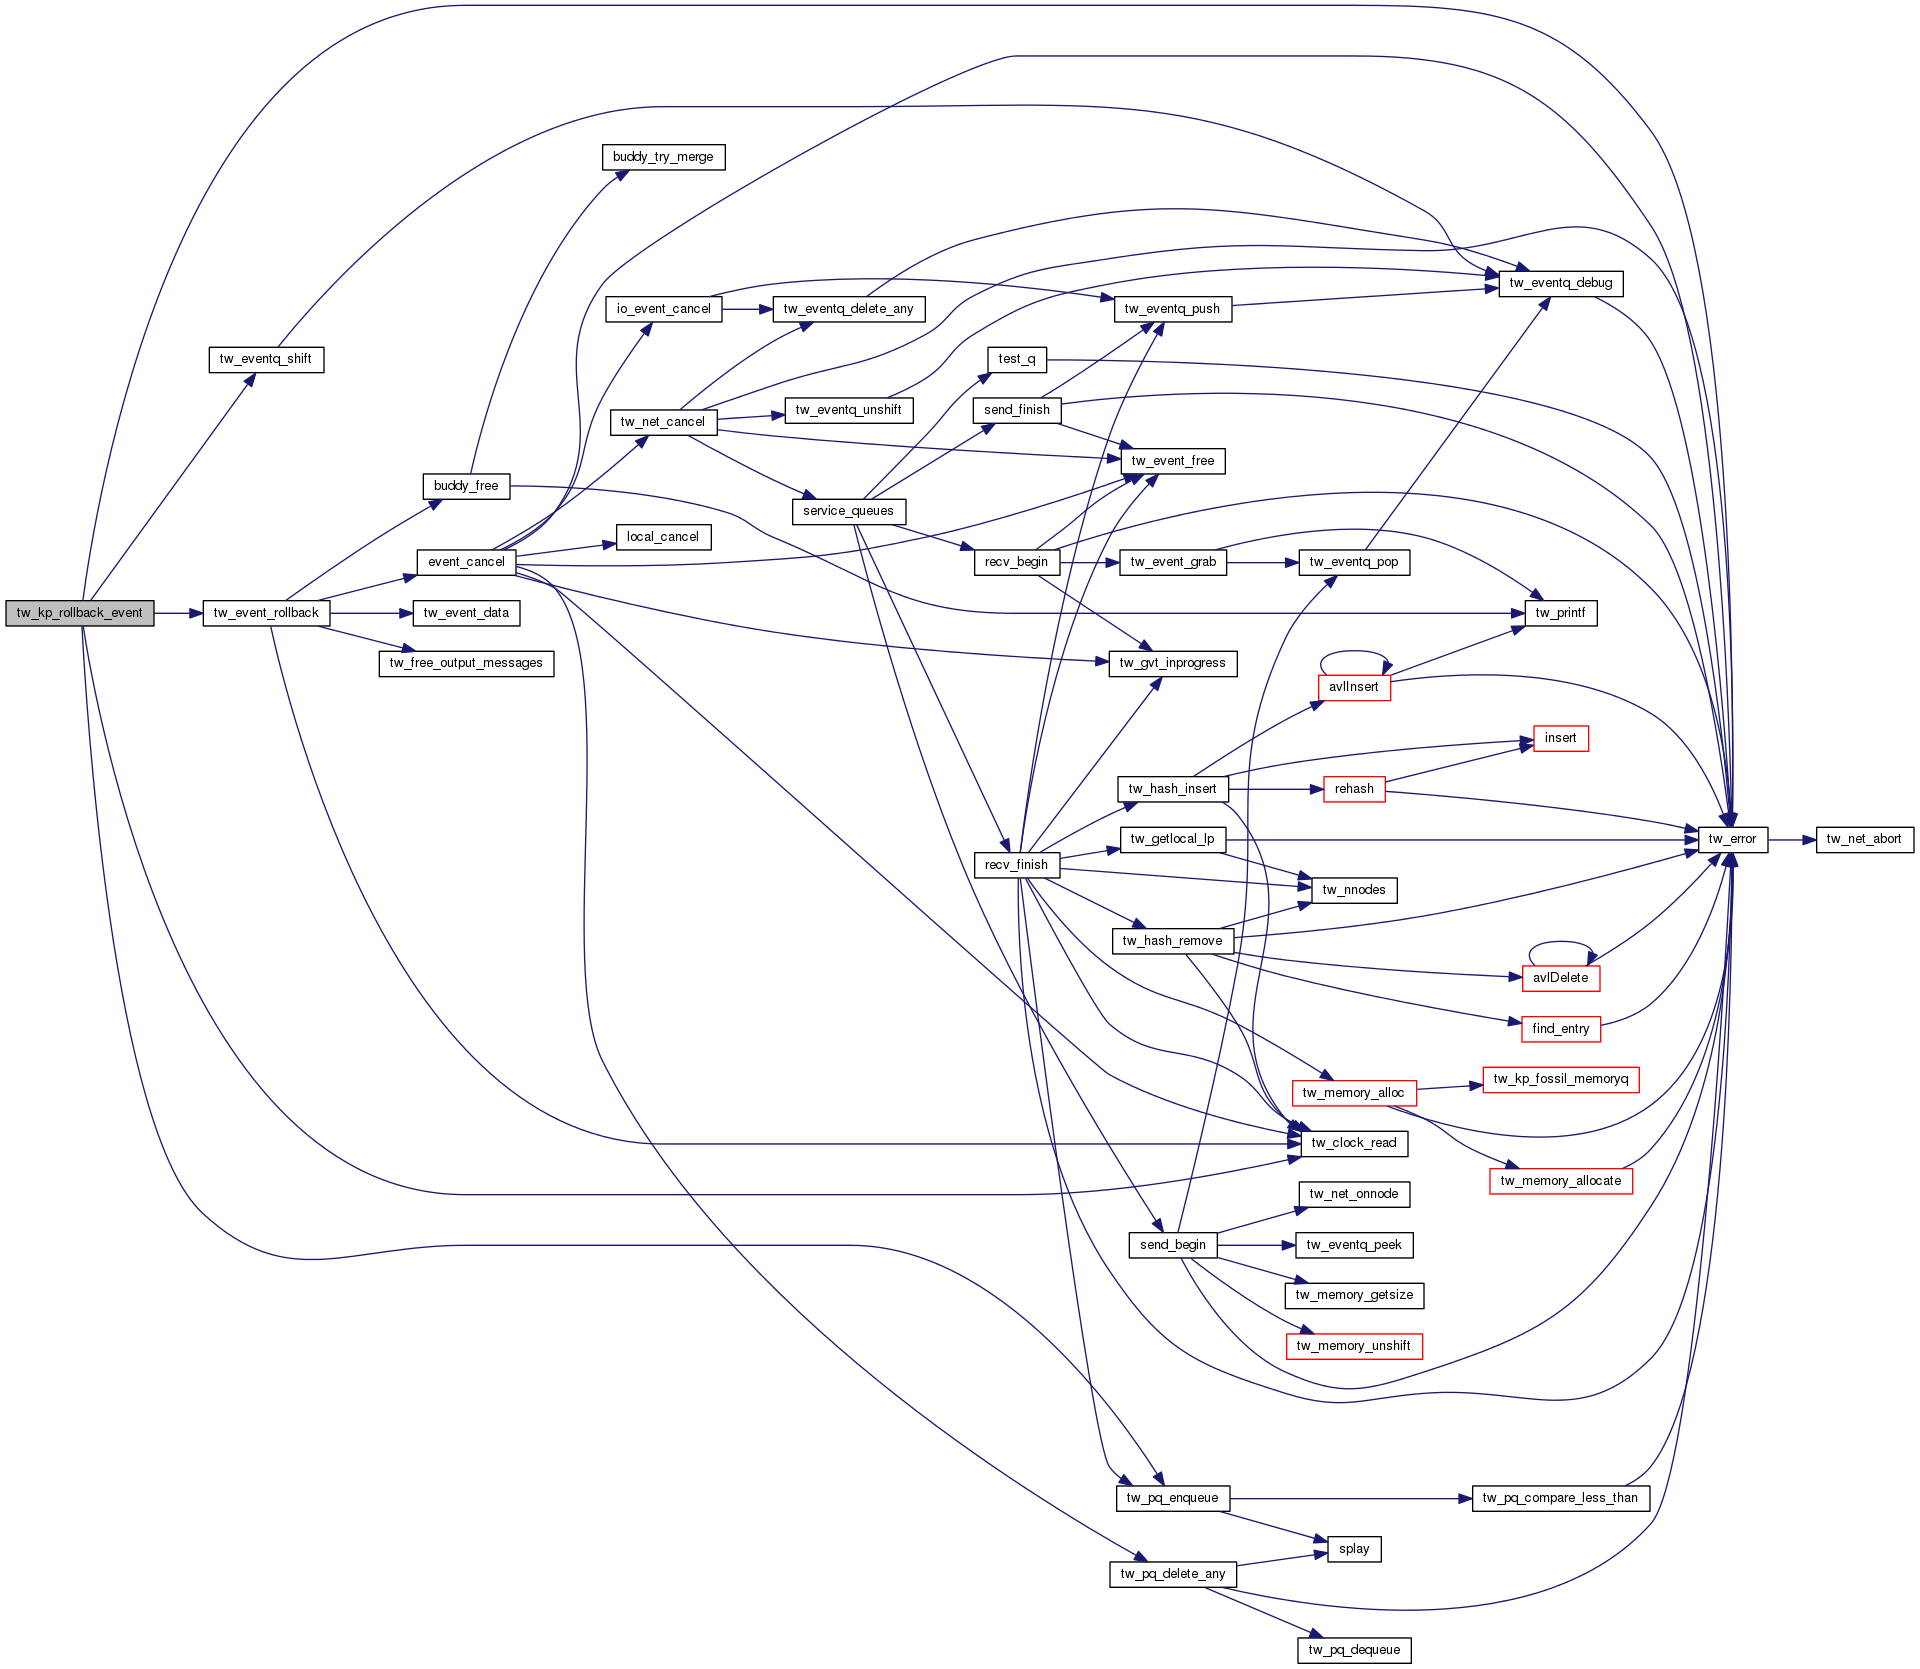 buddy_try_merge
tw_eventq_debug
io_event_cancel
tw_eventq_delete_any
tw_eventq_push
tw_eventq_shift
test_q
tw_net_cancel
tw_eventq_unshift
send_finish
tw_event_free
buddy_free
service_queues
local_cancel
event_cancel
recv_begin
tw_event_grab
tw_eventq_pop
tw_kp_rollback_event
tw_event_rollback
tw_event_data
tw_printf
tw_free_output_messages
tw_gvt_inprogress
avlInsert
insert
tw_hash_insert
rehash
tw_getlocal_lp
tw_error
tw_net_abort
recv_finish
tw_nnodes
tw_hash_remove
avlDelete
find_entry
tw_kp_fossil_memoryq
tw_memory_alloc
tw_clock_read
tw_memory_allocate
tw_net_onnode
send_begin
tw_eventq_peek
tw_memory_getsize
tw_memory_unshift
tw_pq_enqueue
tw_pq_compare_less_than
splay
tw_pq_delete_any
tw_pq_dequeue